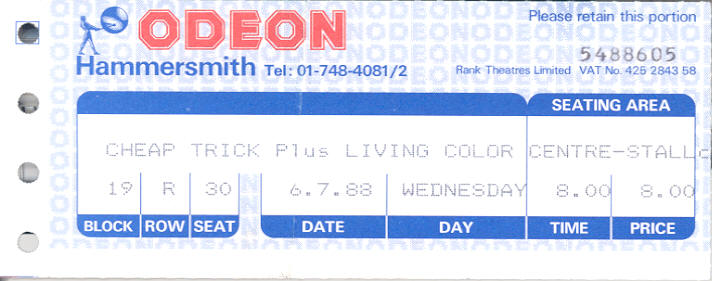 Please retain this portion
ODEON
5488605
Hammersmith Tel: 01-748-4081/2
Rank Theatres Limited VAT No. 425 2843 58
SEATING AREA
CHEAP TRICK Plus LIVING COLOR CENTRE-STALLs
19 R 30 6.7.88 WEDNESDAY 8.00 8.00
BLOCK ROW SEAT DATE DAY TIME PRICE